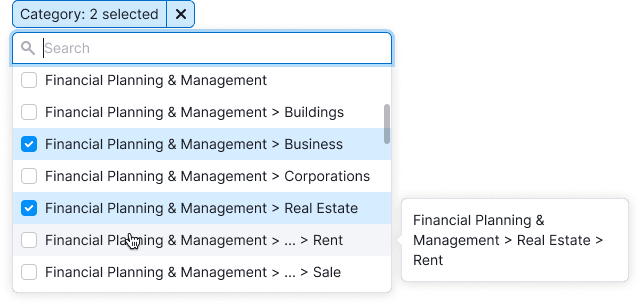 Category: 2 selected
Search
Financial Planning & Management
Financial Planning & Management > Buildings
Financial Planning & Management > Business
Financial Planning & Management > Corporations
Financial Planning & Management > Real Estate
Financial Planning & Management > ... > Rent
Financial Planning & Management > ... > Sale
Financial Planning &
Management > Real Estate >
Rent